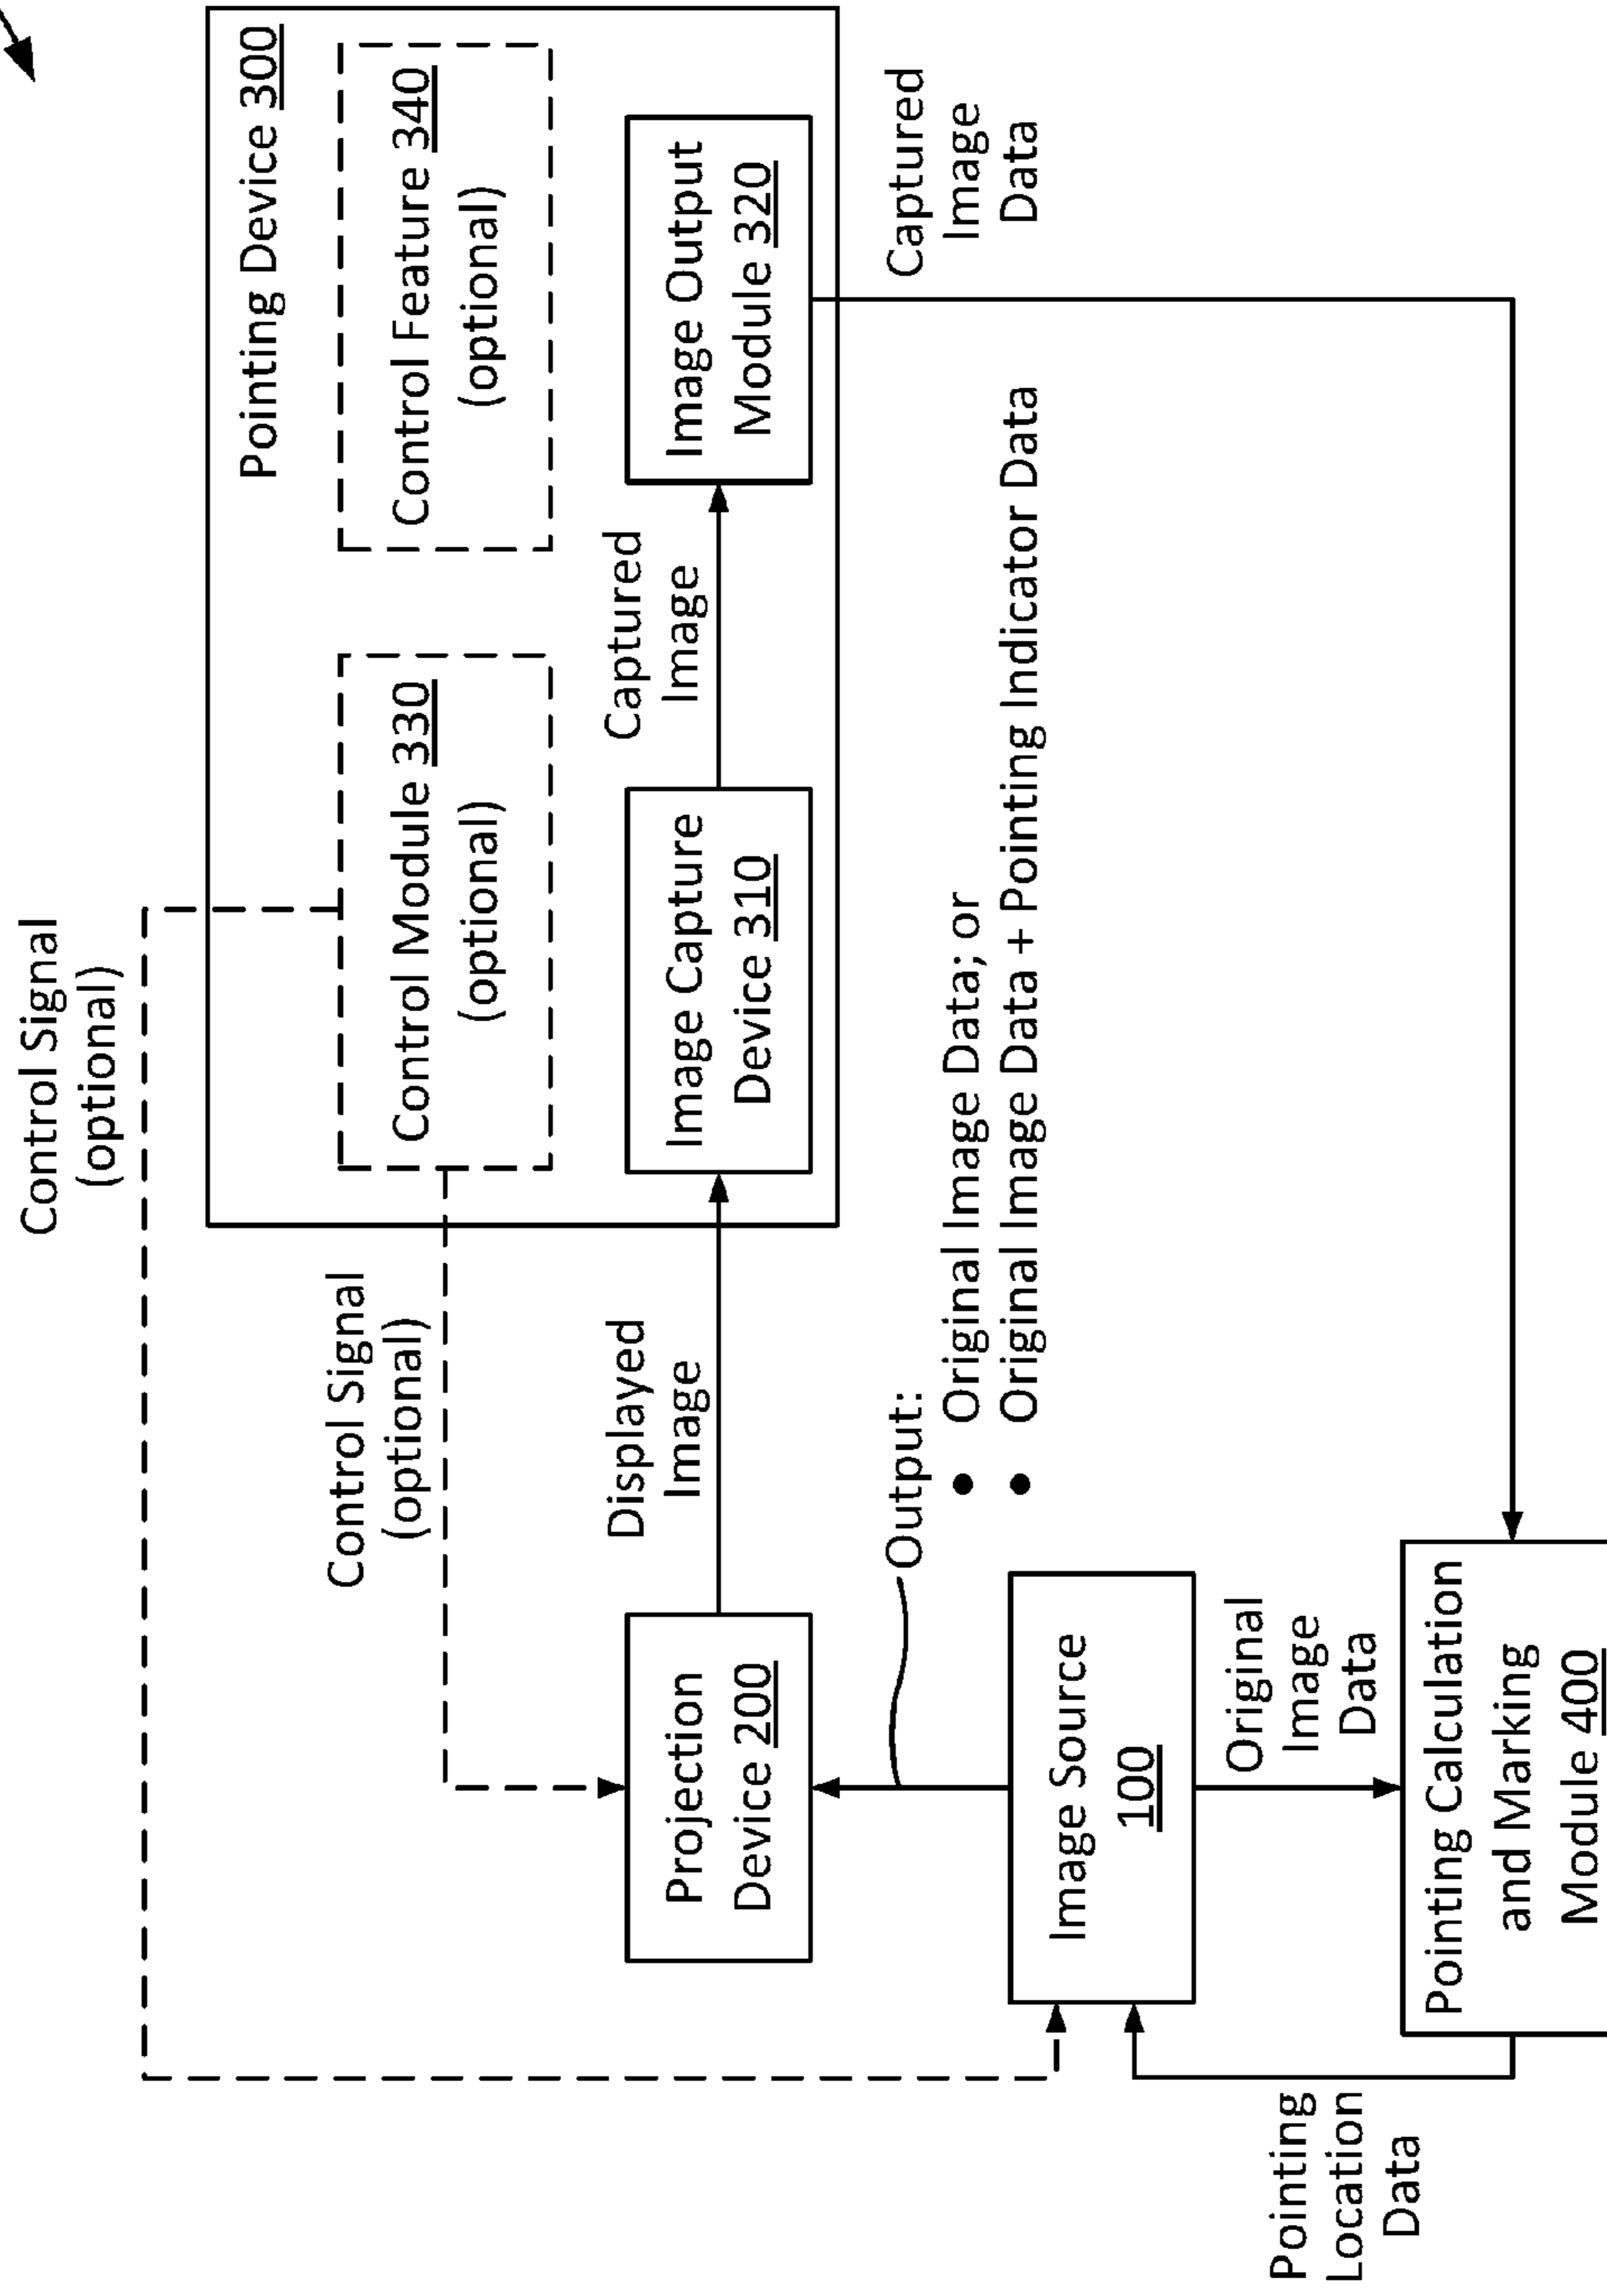 Control Signal
(optional)
Pointing Device 300
Control Signal
(optional)
Control Module 330
(optional)
Control Feature 340
(optional)
Displayed
Image
Captured
Image
Projection
Device 200
Image Capture
Device 310
Image Output
Module 320
Output:
• Original Image Data; or
• Original Image Data + Pointing Indicator Data
Captured
Image
Data
Image Source
100
Original
Image
Data
Pointing
Location
Data
Pointing Calculation
and Marking
Module 400